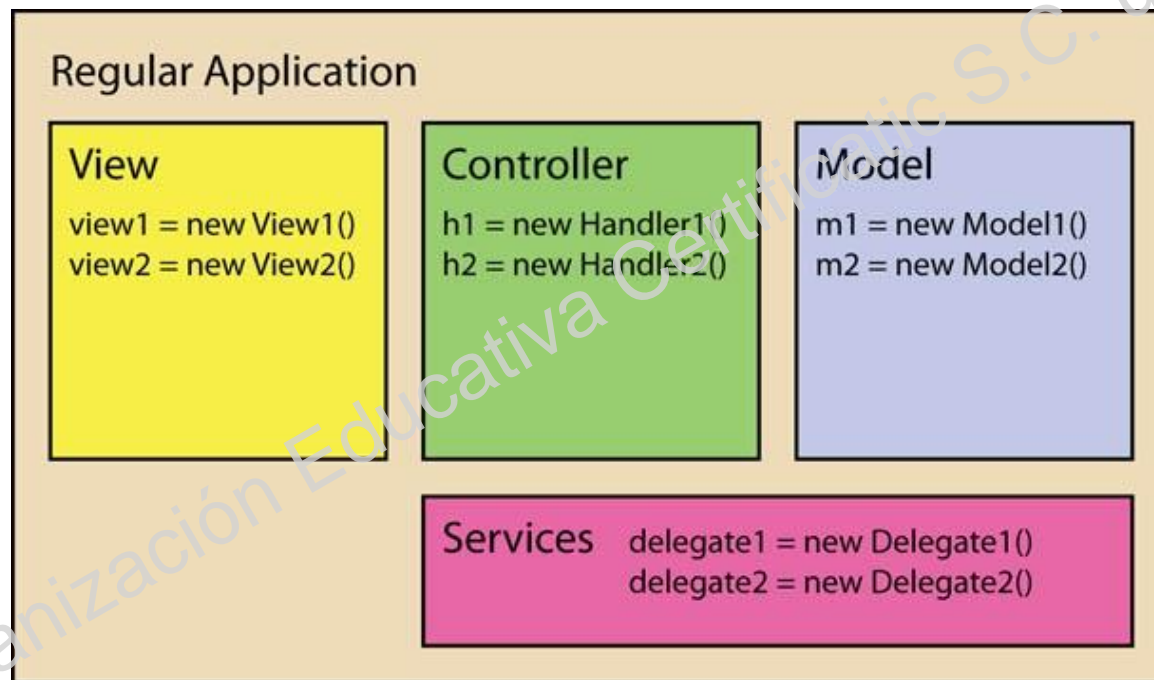 Regular Application
View
view1 = new View1()
view2 = new View2()
Controller
h1 = new Handler1()
h2 = new Handler2()
Model
m1 = new Model1()
m2 = new Model2()
Services
delegate1 = new Delegate1()
delegate2 = new Delegate2()
Educativa Certificatic S.C.